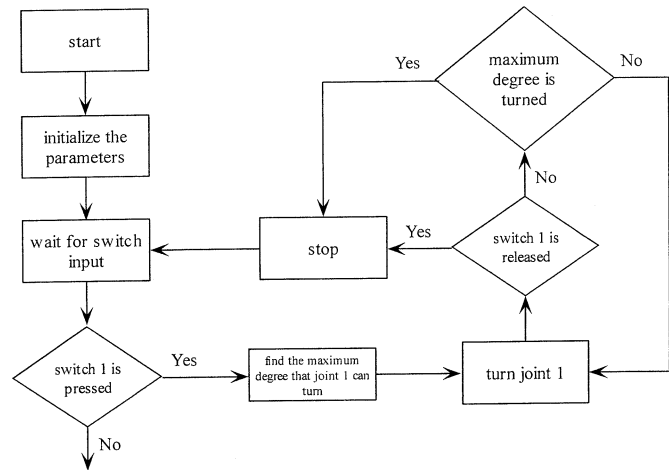 start
initialize the
parameters
wait for switch
input
switch 1 is
pressed
Yes
No
find the maximum
degree that joint 1 can
turn
turn joint 1
switch 1 is
released
Yes
No
stop
maximum
degree is
turned
Yes
No